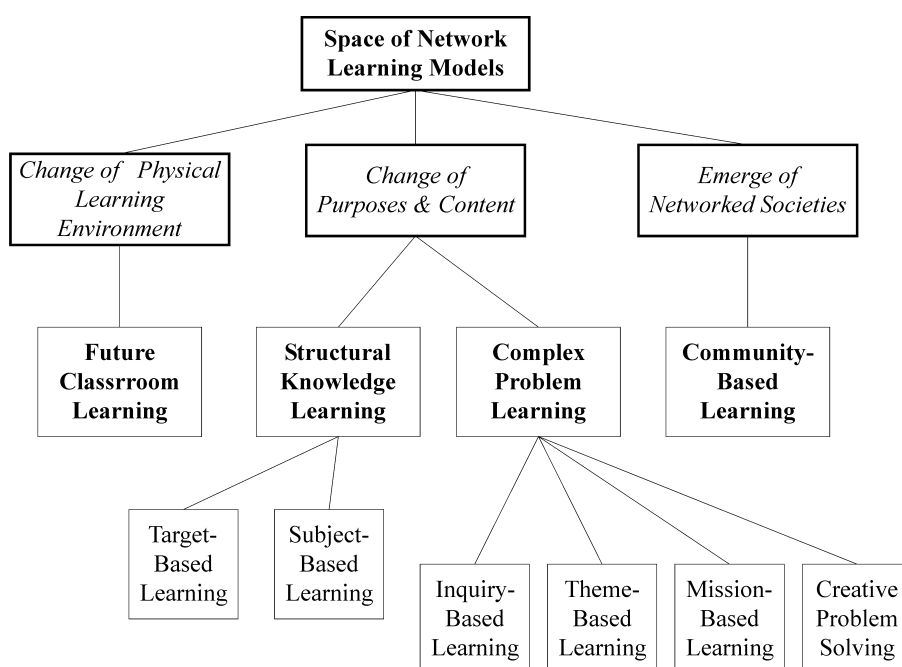 Space of Network
Learning Models
Change of Physical
Learning
Environment
Change of
Purposes & Content
Emerge of
Networked Societies
Future
Classrroom
Learning
Structural
Knowledge
Learning
Complex
Problem
Learning
Community-
Based
Learning
Target-
Based
Learning
Subject-
Based
Learning
Inquiry-
Based
Learning
Theme-
Based
Learning
Mission-
Based
Learning
Creative
Problem
Solving